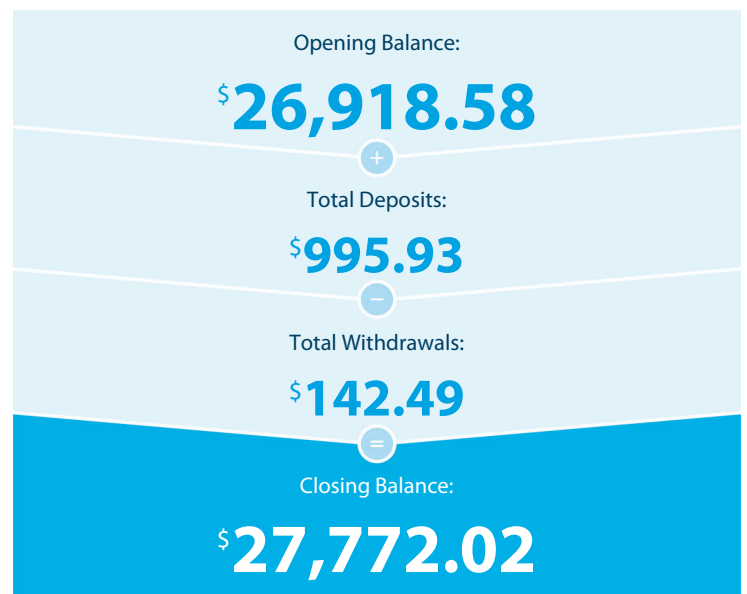 Opening Balance:
$26,918.58
+
Total Deposits:
$995.93
−
Total Withdrawals:
$142.49
=
Closing Balance:
$27,772.02